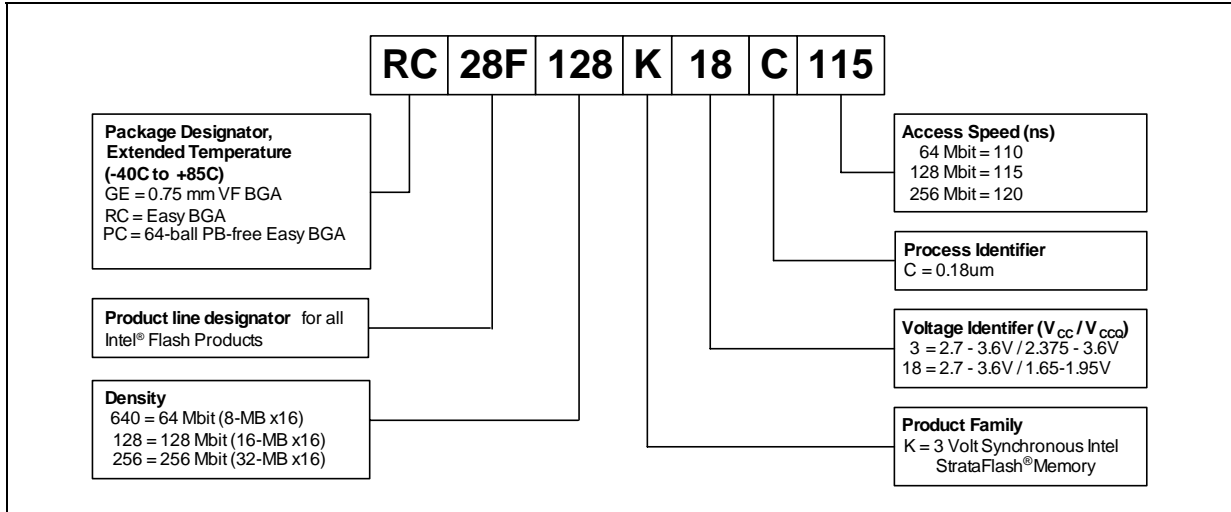 RC 28F 128 K 18 C 115
Package Designator,
Extended Temperature
(-40C to +85C)
GE = 0.75 mm VF BGA
RC = Easy BGA
PC = 64-ball PB-free Easy BGA
Product line designator for all
Intel® Flash Products
Density
640 = 64 Mbit (8-MB x16)
128 = 128 Mbit (16-MB x16)
256 = 256 Mbit (32-MB x16)
Access Speed (ns)
64 Mbit = 110
128 Mbit = 115
256 Mbit = 120
Process Identifier
C = 0.18um
Voltage Identifer (VCC / VCCQ)
3 = 2.7 - 3.6V / 2.375 - 3.6V
18 = 2.7 - 3.6V / 1.65-1.95V
Product Family
K = 3 Volt Synchronous Intel
StrataFlash® Memory